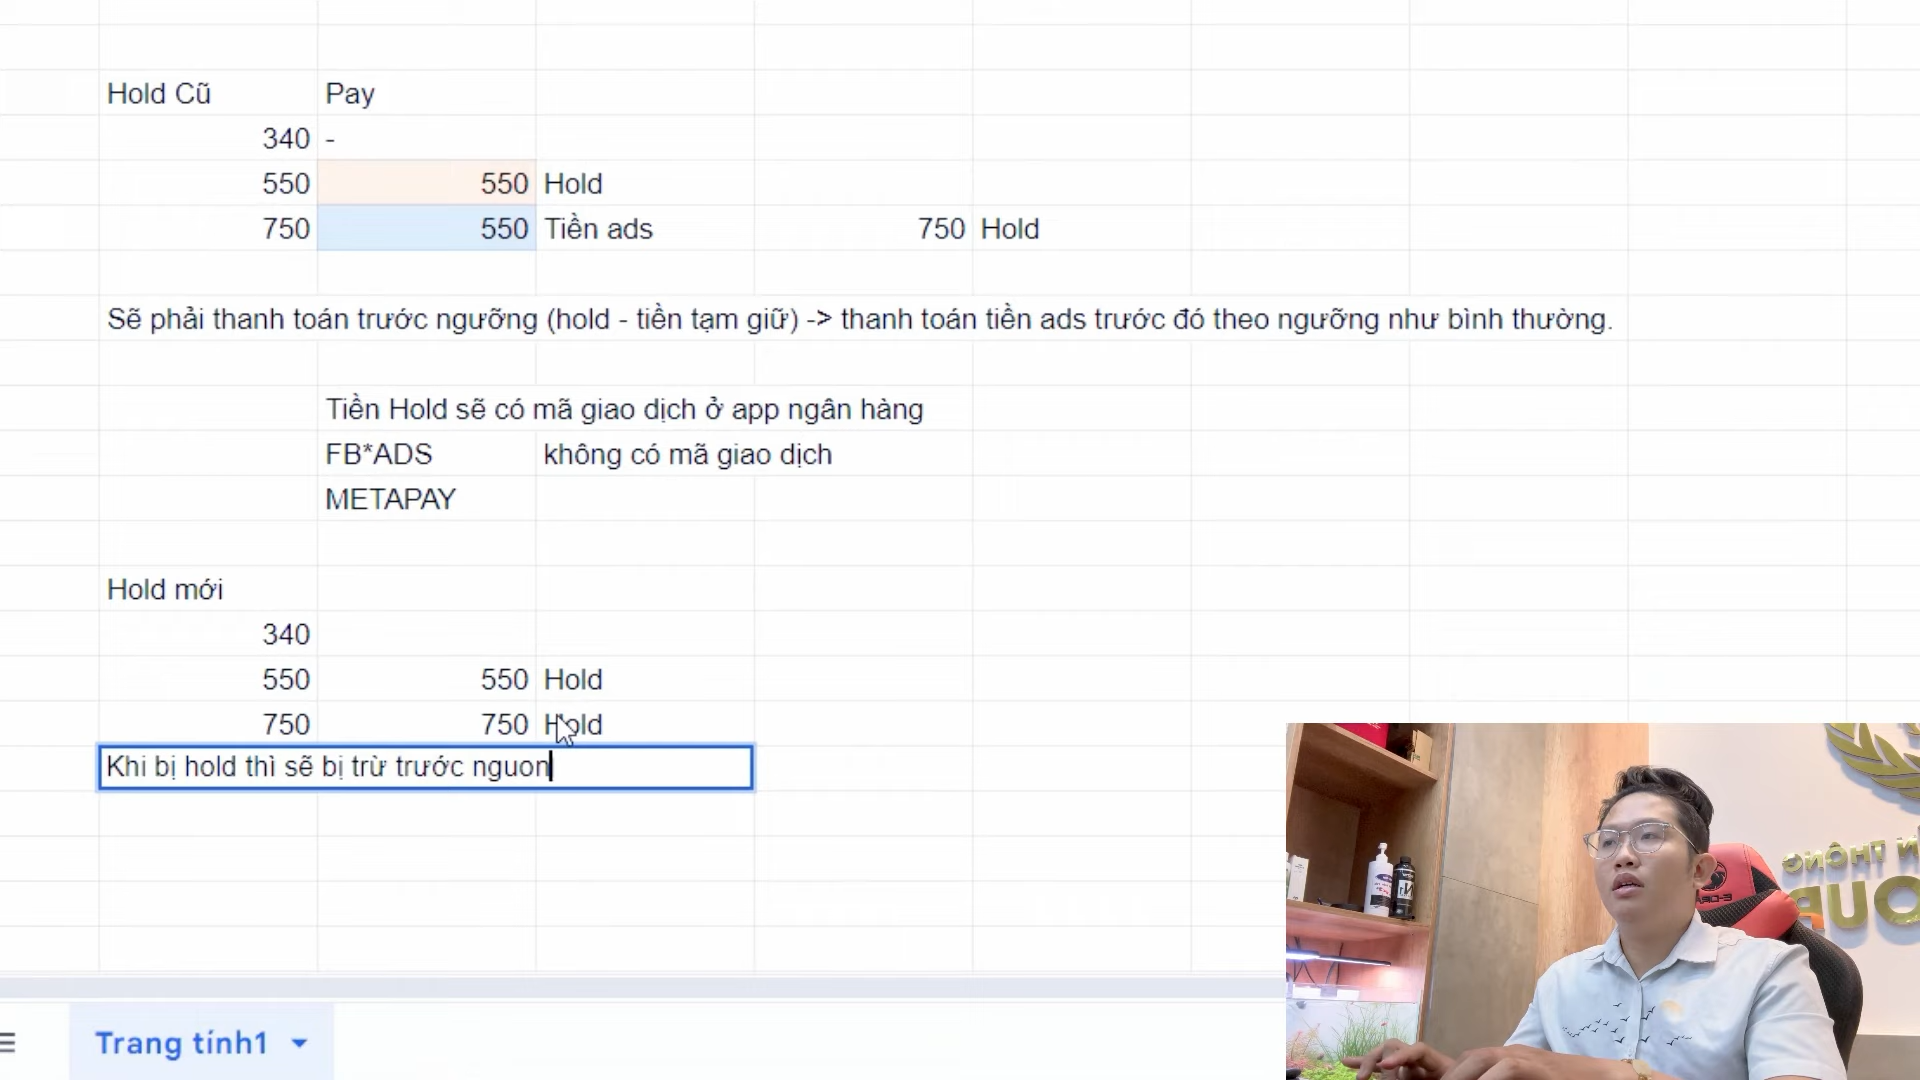 Hold Cũ Pay
340 -
550 550 Hold
750 550 Tiền ads 750 Hold
Sẽ phải thanh toán trước ngưỡng (hold - tiền tạm giữ) -> thanh toán tiền ads trước đó theo ngưỡng như bình thường.
Tiền Hold sẽ có mã giao dịch ở app ngân hàng
FB*ADS không có mã giao dịch
METAPAY
Hold mới
340
550 550 Hold
750 750 Hold
Khi bị hold thì sẽ bị trừ trước nguon
Trang tính1